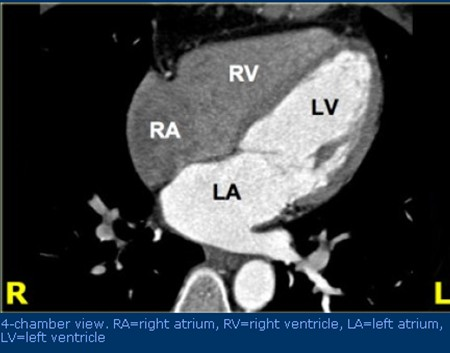 RV
LV
RA
LA
R
L
4-chamber view. RA=right atrium, RV=right ventricle, LA=left atrium,
LV=left ventricle